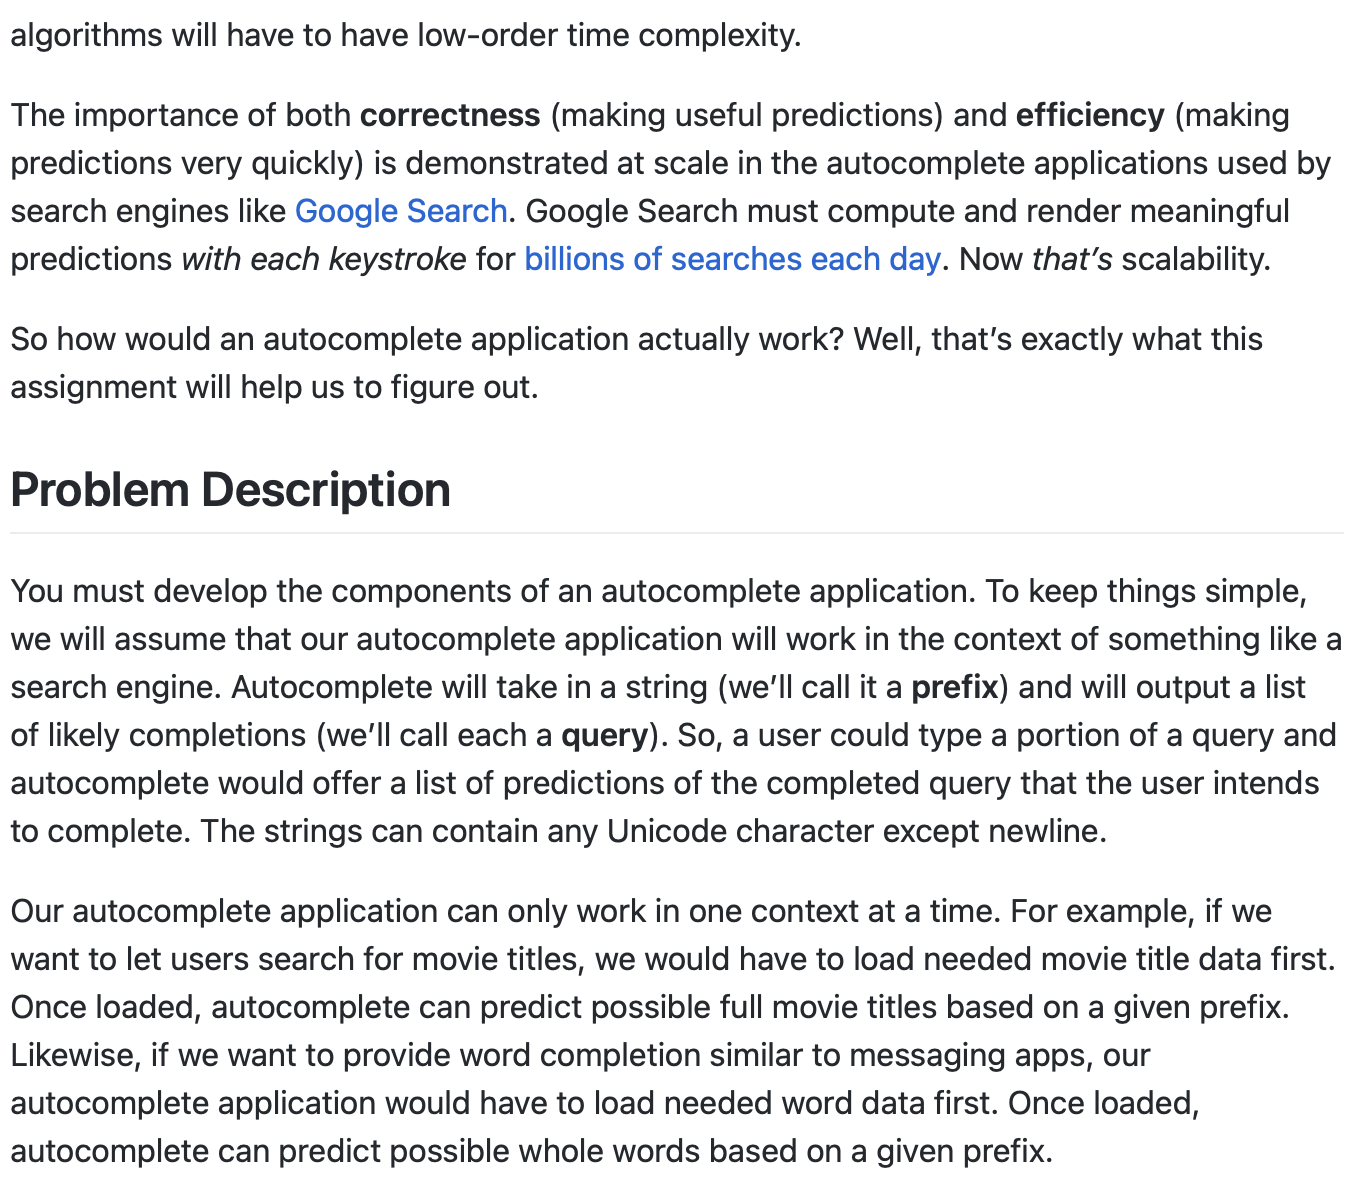 algorithms will have to have low-order time complexity.
The importance of both correctness (making useful predictions) and efficiency (making
predictions very quickly) is demonstrated at scale in the autocomplete applications used by
search engines like Google Search. Google Search must compute and render meaningful
predictions with each keystroke for billions of searches each day. Now that’s scalability.
So how would an autocomplete application actually work? Well, that’s exactly what this
assignment will help us to figure out.
Problem Description
You must develop the components of an autocomplete application. To keep things simple,
we will assume that our autocomplete application will work in the context of something like a
search engine. Autocomplete will take in a string (we’ll call it a prefix) and will output a list
of likely completions (we’ll call each a query). So, a user could type a portion of a query and
autocomplete would offer a list of predictions of the completed query that the user intends
to complete. The strings can contain any Unicode character except newline.
Our autocomplete application can only work in one context at a time. For example, if we
want to let users search for movie titles, we would have to load needed movie title data first.
Once loaded, autocomplete can predict possible full movie titles based on a given prefix.
Likewise, if we want to provide word completion similar to messaging apps, our
autocomplete application would have to load needed word data first. Once loaded,
autocomplete can predict possible whole words based on a given prefix.